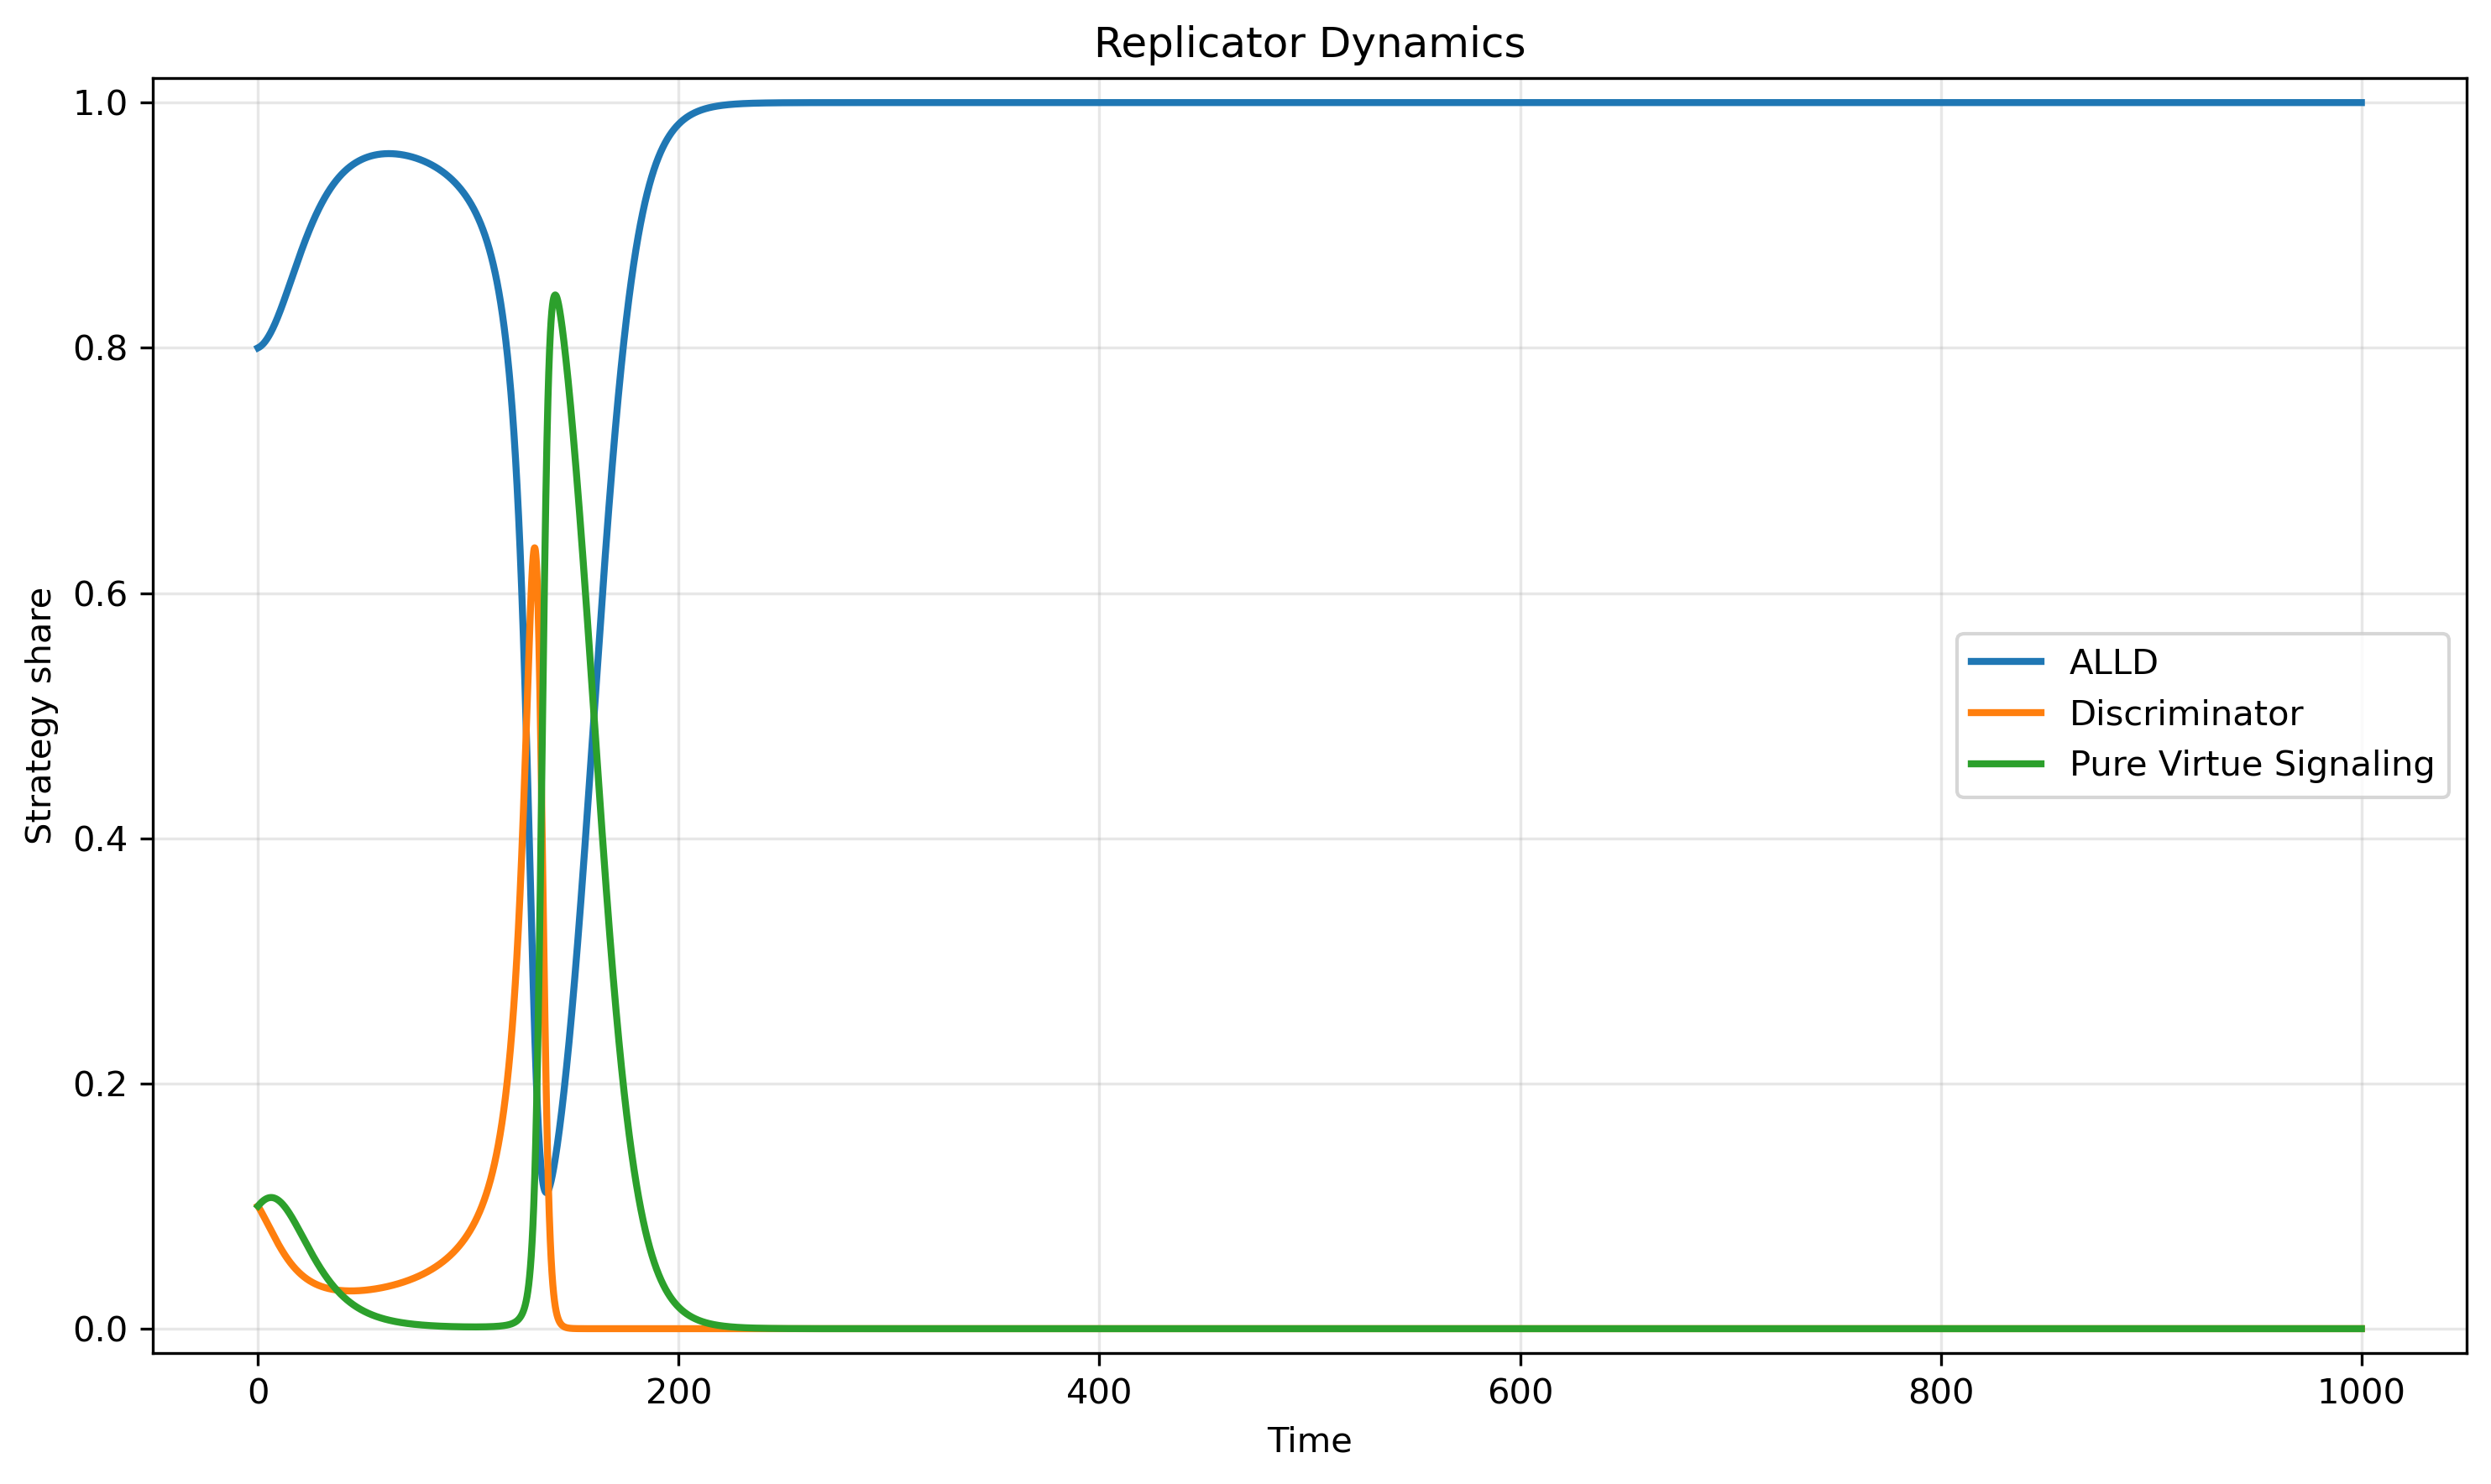 Replicator Dynamics
Strategy share
1.0
0.8
0.6
0.4
0.2
0.0
ALLD
Discriminator
Pure Virtue Signaling
0
200
400
600
800
1000
Time